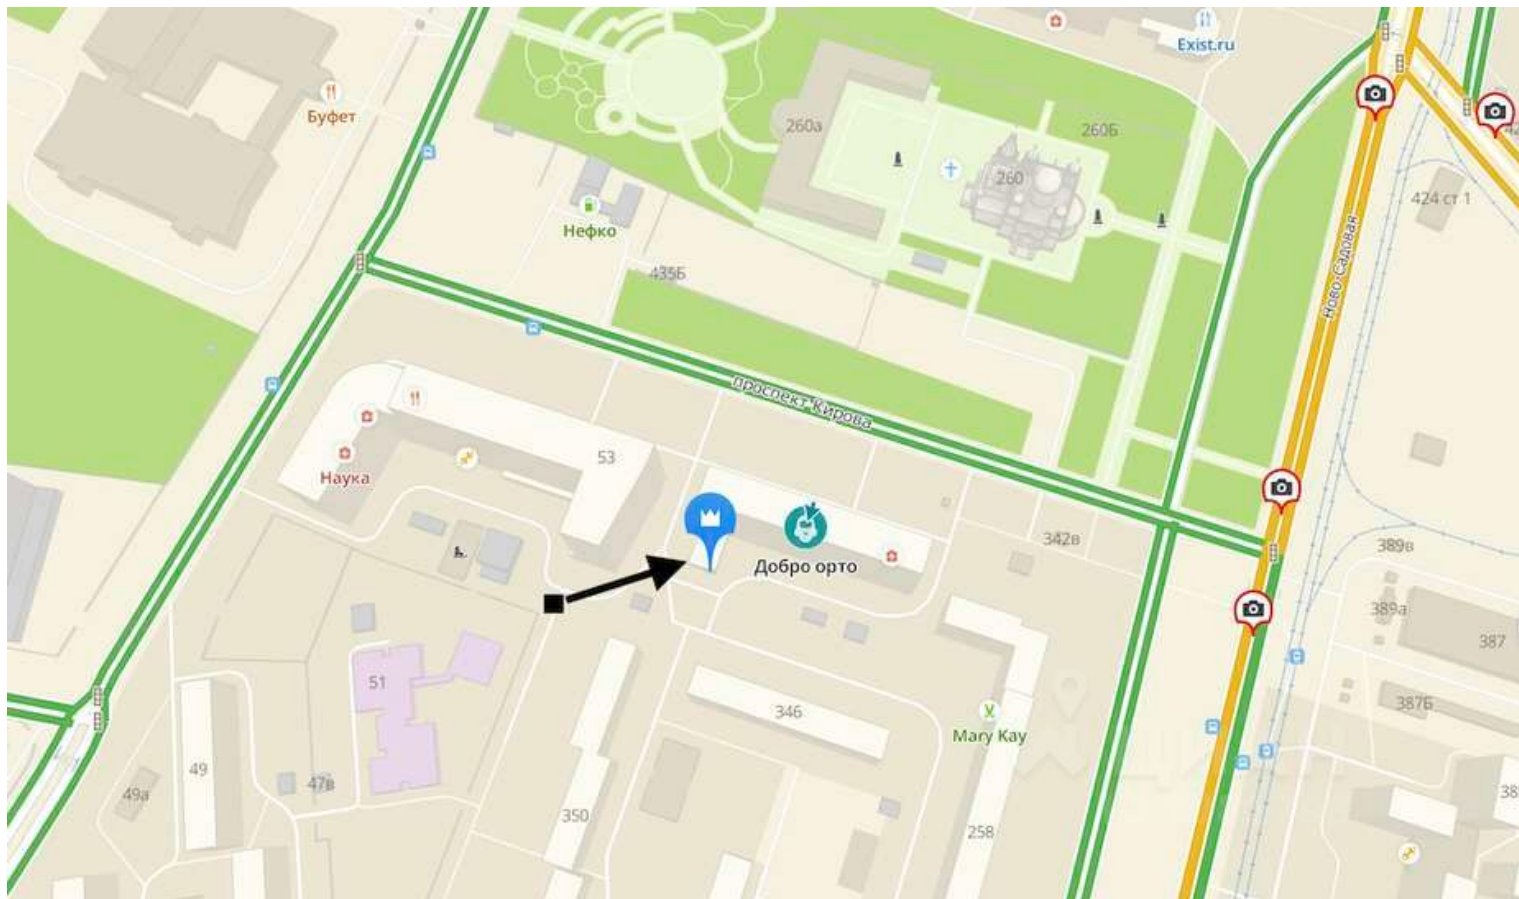 Exist.ru
Буфет
260а
260Б
260
424 ст 1
Нефко
435Б
Ново-Садовая
проспект Кирова
53
Наука
Добро орто
342в
389в
389а
387
51
346
387Б
Mary Kay
49
47в
49а
350
258